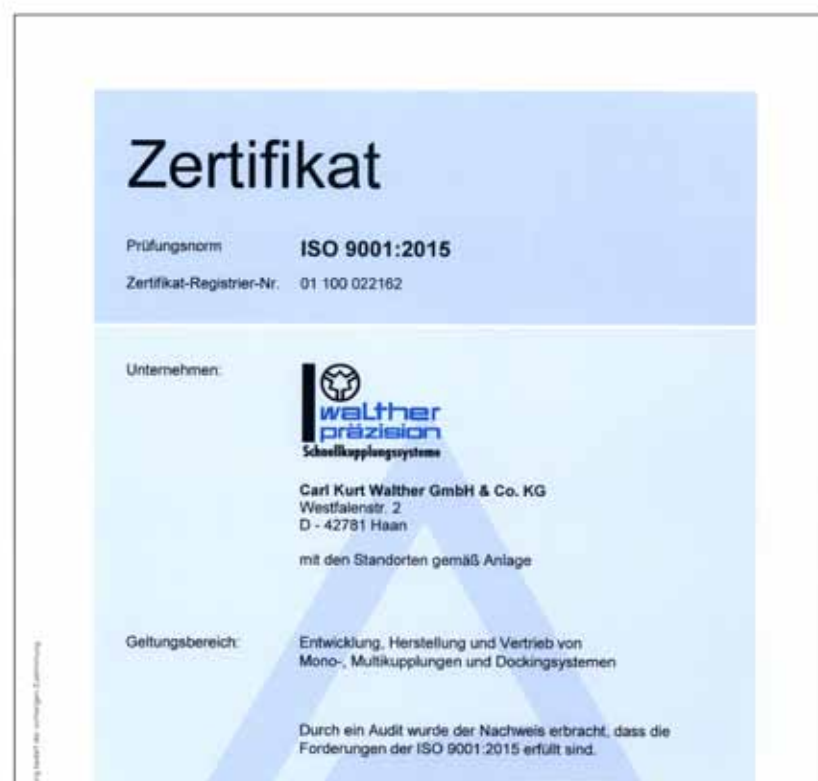 Zertifikat
Prüfungsnorm ISO 9001:2015
Zertifikat-Registrier-Nr. 01 100 022162
Unternehmen:
walther
präzision
Schnellkupplungssysteme
Carl Kurt Walther GmbH & Co. KG
Westfalenstr. 2
D - 42781 Haan
mit den Standorten gemäß Anlage
Geltungsbereich: Entwicklung, Herstellung und Vertrieb von
Mono-, Multikupplungen und Dockingsystemen
Durch ein Audit wurde der Nachweis erbracht, dass die
Forderungen der ISO 9001:2015 erfüllt sind.